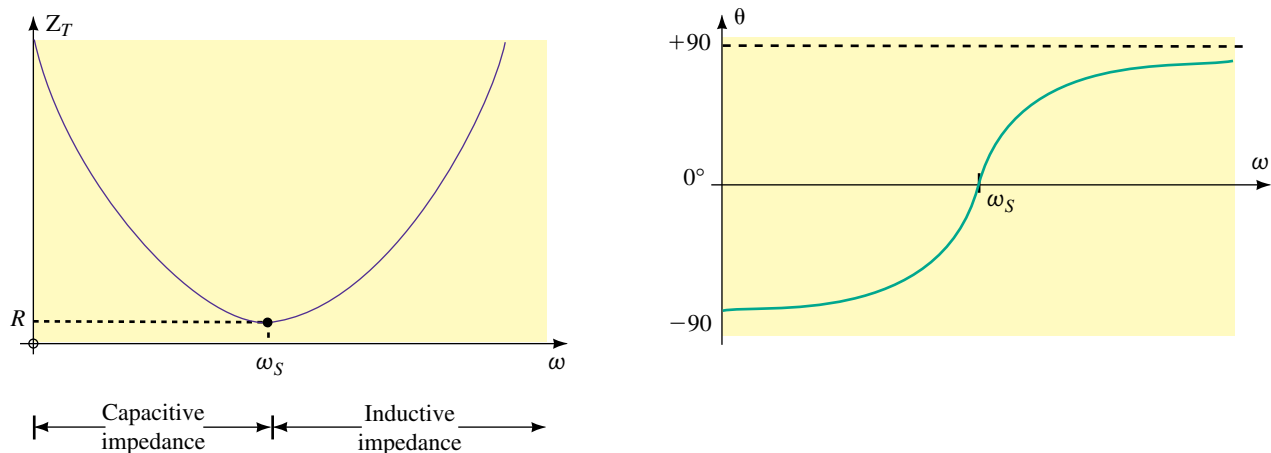 Z_T
R
ω_S
ω
Capacitive
impedance
Inductive
impedance
θ
+90
0°
ω
ω_S
−90